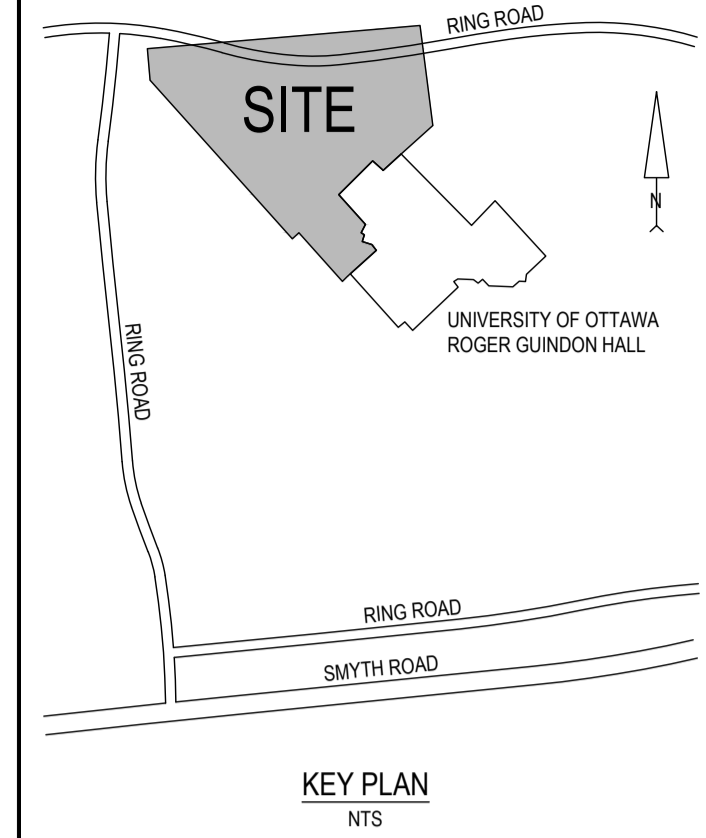 RING ROAD
SITE
N
UNIVERSITY OF OTTAWA
ROGER GUINDON HALL
RING ROAD
RING ROAD
SMYTH ROAD
KEY PLAN
NTS